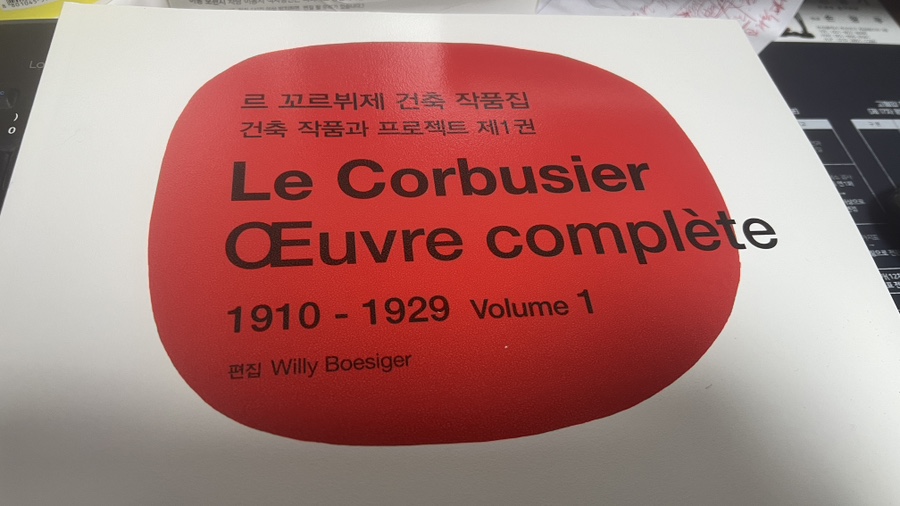 르 꼬르뷔제 건축 작품집
건축 작품과 프로젝트 제1권
Le Corbusier
Œuvre complète
1910 - 1929 Volume 1
편집 Willy Boesiger